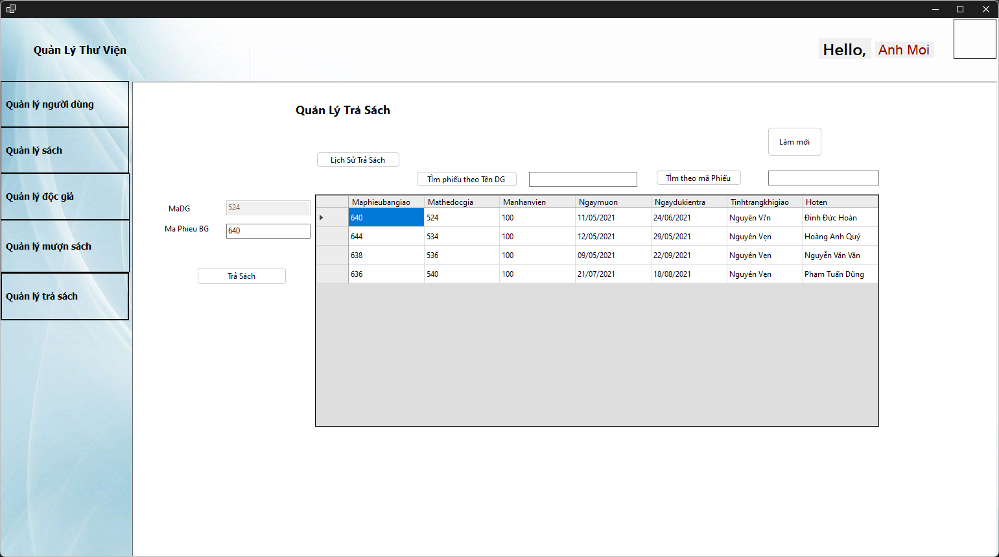 Quản Lý Thư Viện
Hello, Anh Moi
Quản lý người dùng
Quản lý sách
Quản lý độc giả
Quản lý mượn sách
Quản lý trả sách
Quản Lý Trả Sách
Làm mới
Lịch Sử Trả Sách
Tìm phiếu theo Tên DG
Tìm theo mã Phiếu
MaDG 524
Ma Phieu BG 640
Trả Sách
Maphieubangiao Mathedocgia Manhanvien Ngaymuon Ngaydukientra Tinhtrangkhigiao Hoten
640 524 100 11/05/2021 24/06/2021 Nguyên V?n Đinh Đức Hoàn
644 534 100 12/05/2021 29/05/2021 Nguyên Vẹn Hoàng Anh Quý
638 536 100 09/05/2021 22/09/2021 Nguyên Vẹn Nguyễn Văn Văn
636 540 100 21/07/2021 18/08/2021 Nguyên Vẹn Phạm Tuấn Dũng